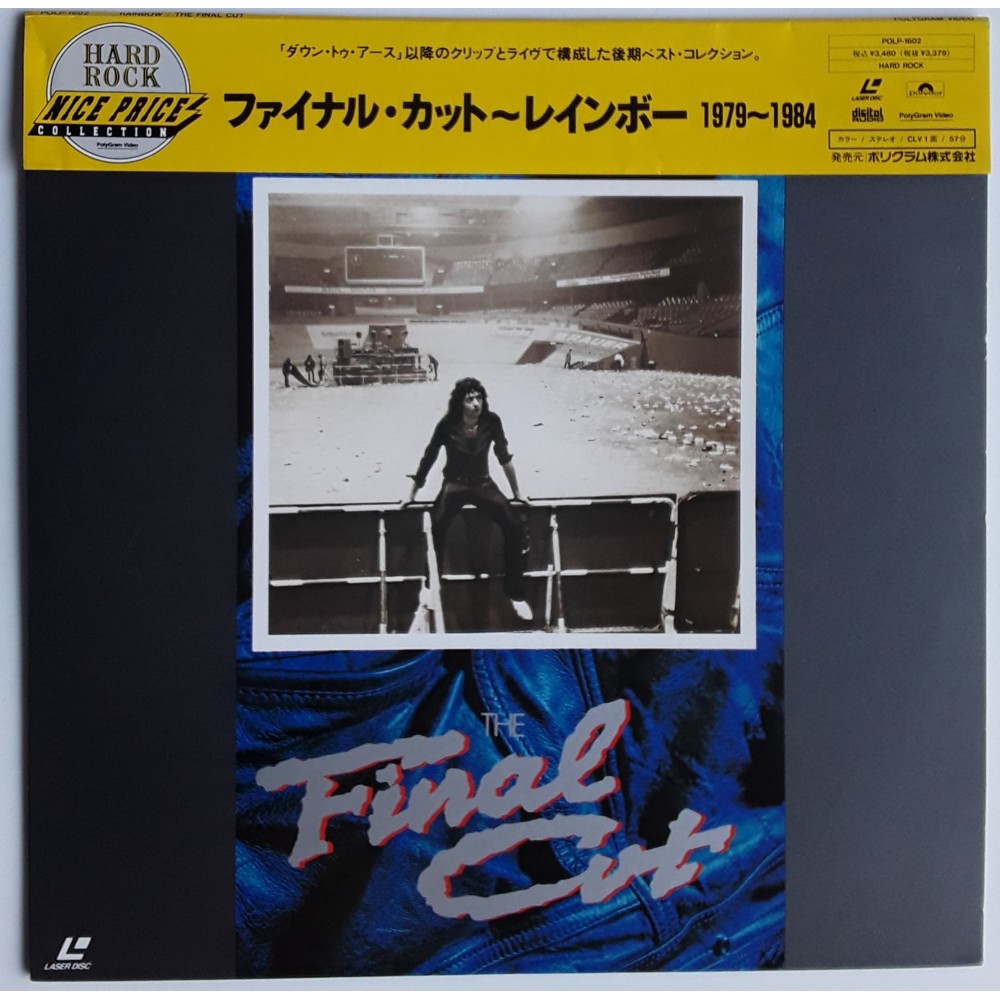 POLP-1602 RAINBOW / THE FINAL CUT
POLYGRAM VIDEO
HARD
ROCK
NICE PRICE
COLLECTION
PolyGram Video
「ダウン・トゥ・アース」以降のクリップとライヴで構成した後期ベスト・コレクション。
ファイナル・カット〜レインボー 1979〜1984
POLP-1602
税込 ¥3,480 (税抜 ¥3,379)
HARD ROCK
LASER DISC
polydor
digital
AUDIO
PolyGram Video
カラー / ステレオ / CLV1面 / 57分
発売元 ポリグラム株式会社
BAUER
THE
Final
Cut
LASER DISC